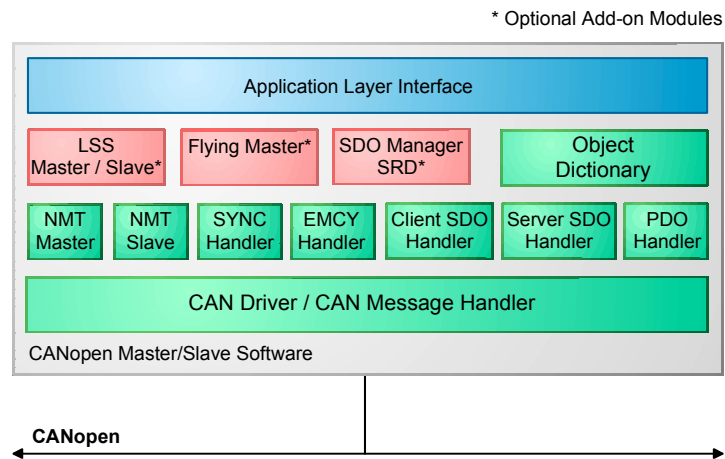 * Optional Add-on Modules
Application Layer Interface
LSS
Master / Slave*
Flying Master*
SDO Manager
SRD*
Object
Dictionary
NMT
Master
NMT
Slave
SYNC
Handler
EMCY
Handler
Client SDO
Handler
Server SDO
Handler
PDO
Handler
CAN Driver / CAN Message Handler
CANopen Master/Slave Software
CANopen